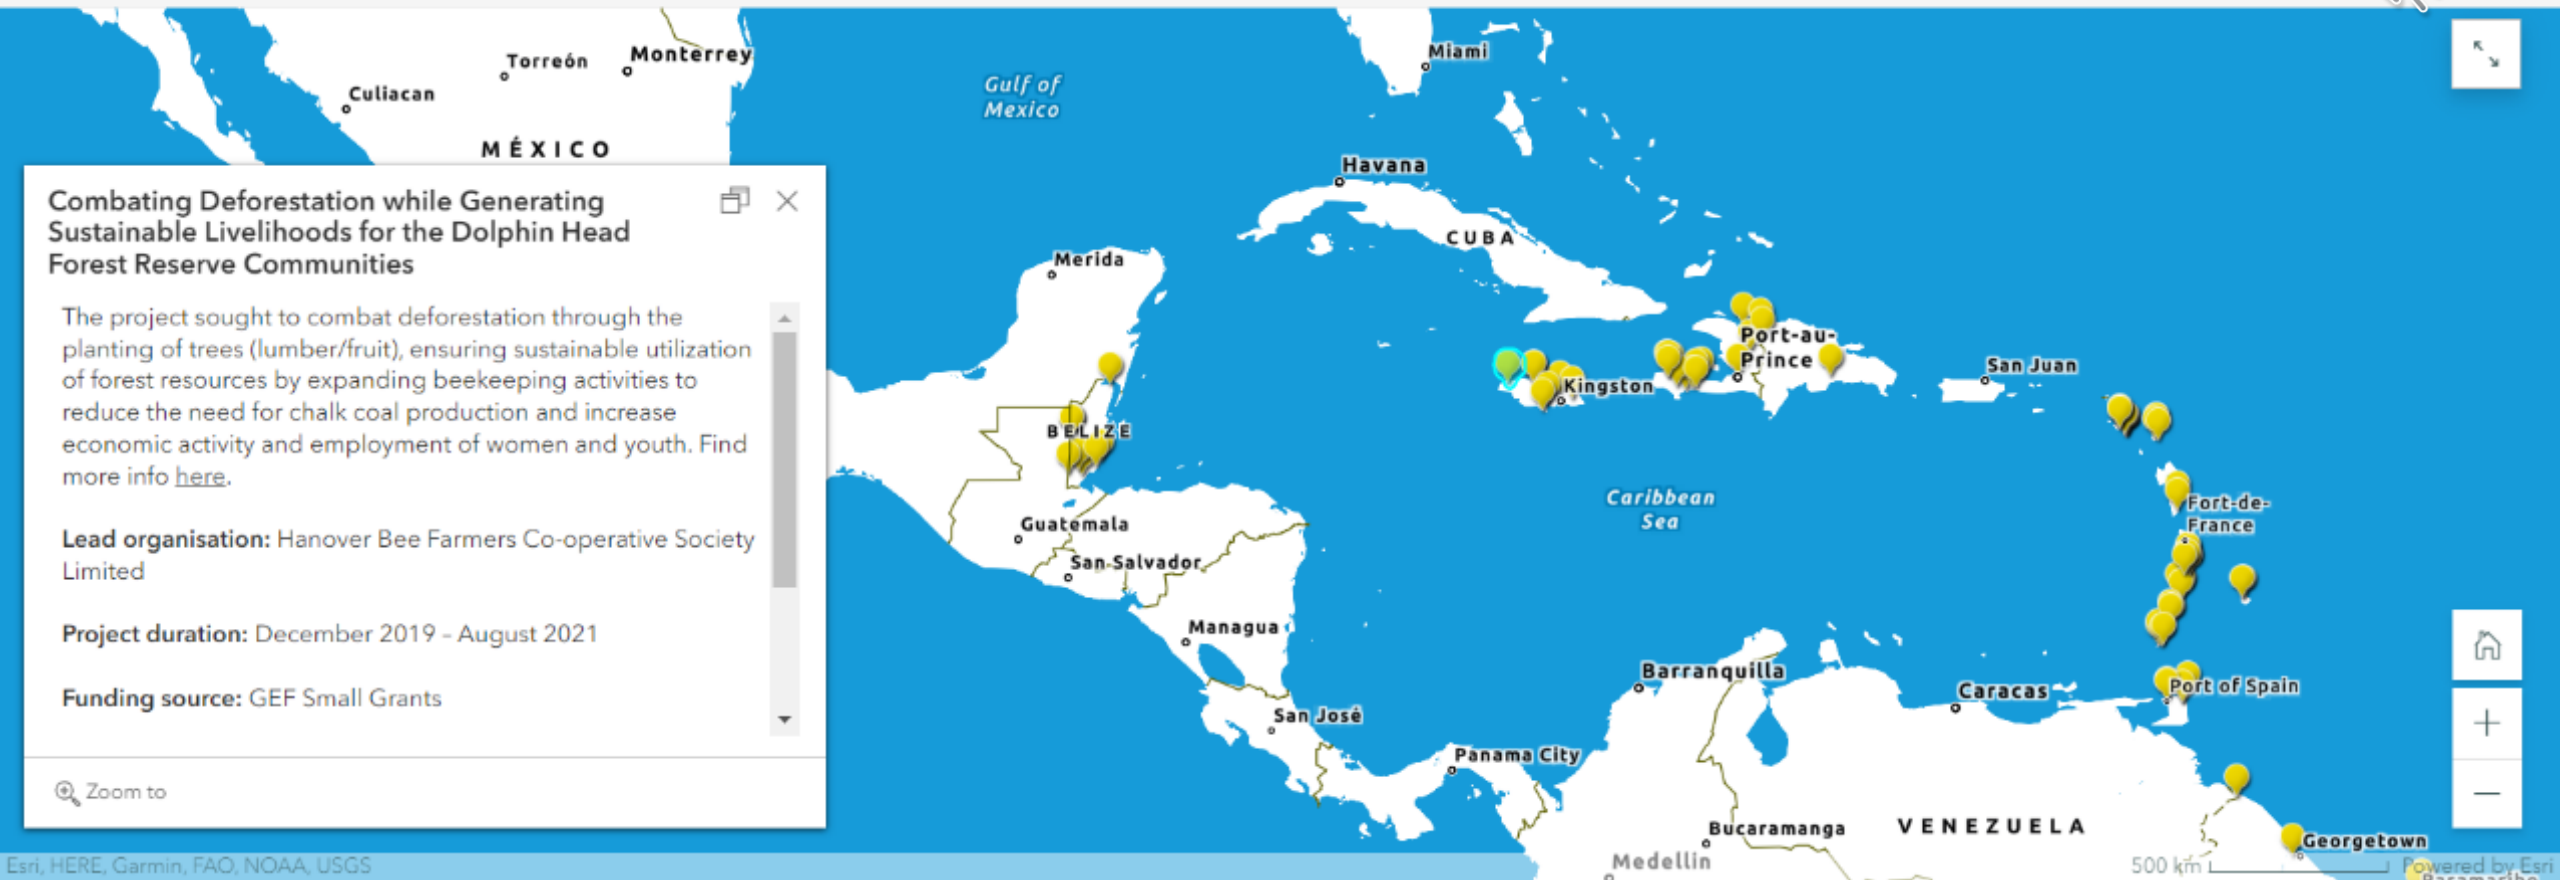 Miami
Torreón
Monterrey
Culiacan
Gulf of
Mexico
MÉXICO
Havana
CUBA
Merida
Combating Deforestation while Generating
Sustainable Livelihoods for the Dolphin Head
Forest Reserve Communities
The project sought to combat deforestation through the
planting of trees (lumber/fruit), ensuring sustainable utilization
of forest resources by expanding beekeeping activities to
reduce the need for chalk coal production and increase
economic activity and employment of women and youth. Find
more info here.
Lead organisation: Hanover Bee Farmers Co-operative Society
Limited
Project duration: December 2019 – August 2021
Funding source: GEF Small Grants
Zoom to
Port-au-
Prince
San Juan
Kingston
BELIZE
Caribbean
Sea
Fort-de-
France
Guatemala
San Salvador
Managua
Barranquilla
Port of Spain
Caracas
San José
Panama City
Bucaramanga
VENEZUELA
Georgetown
Medellin
Esri, HERE, Garmin, FAO, NOAA, USGS
500 km
Powered by Esri